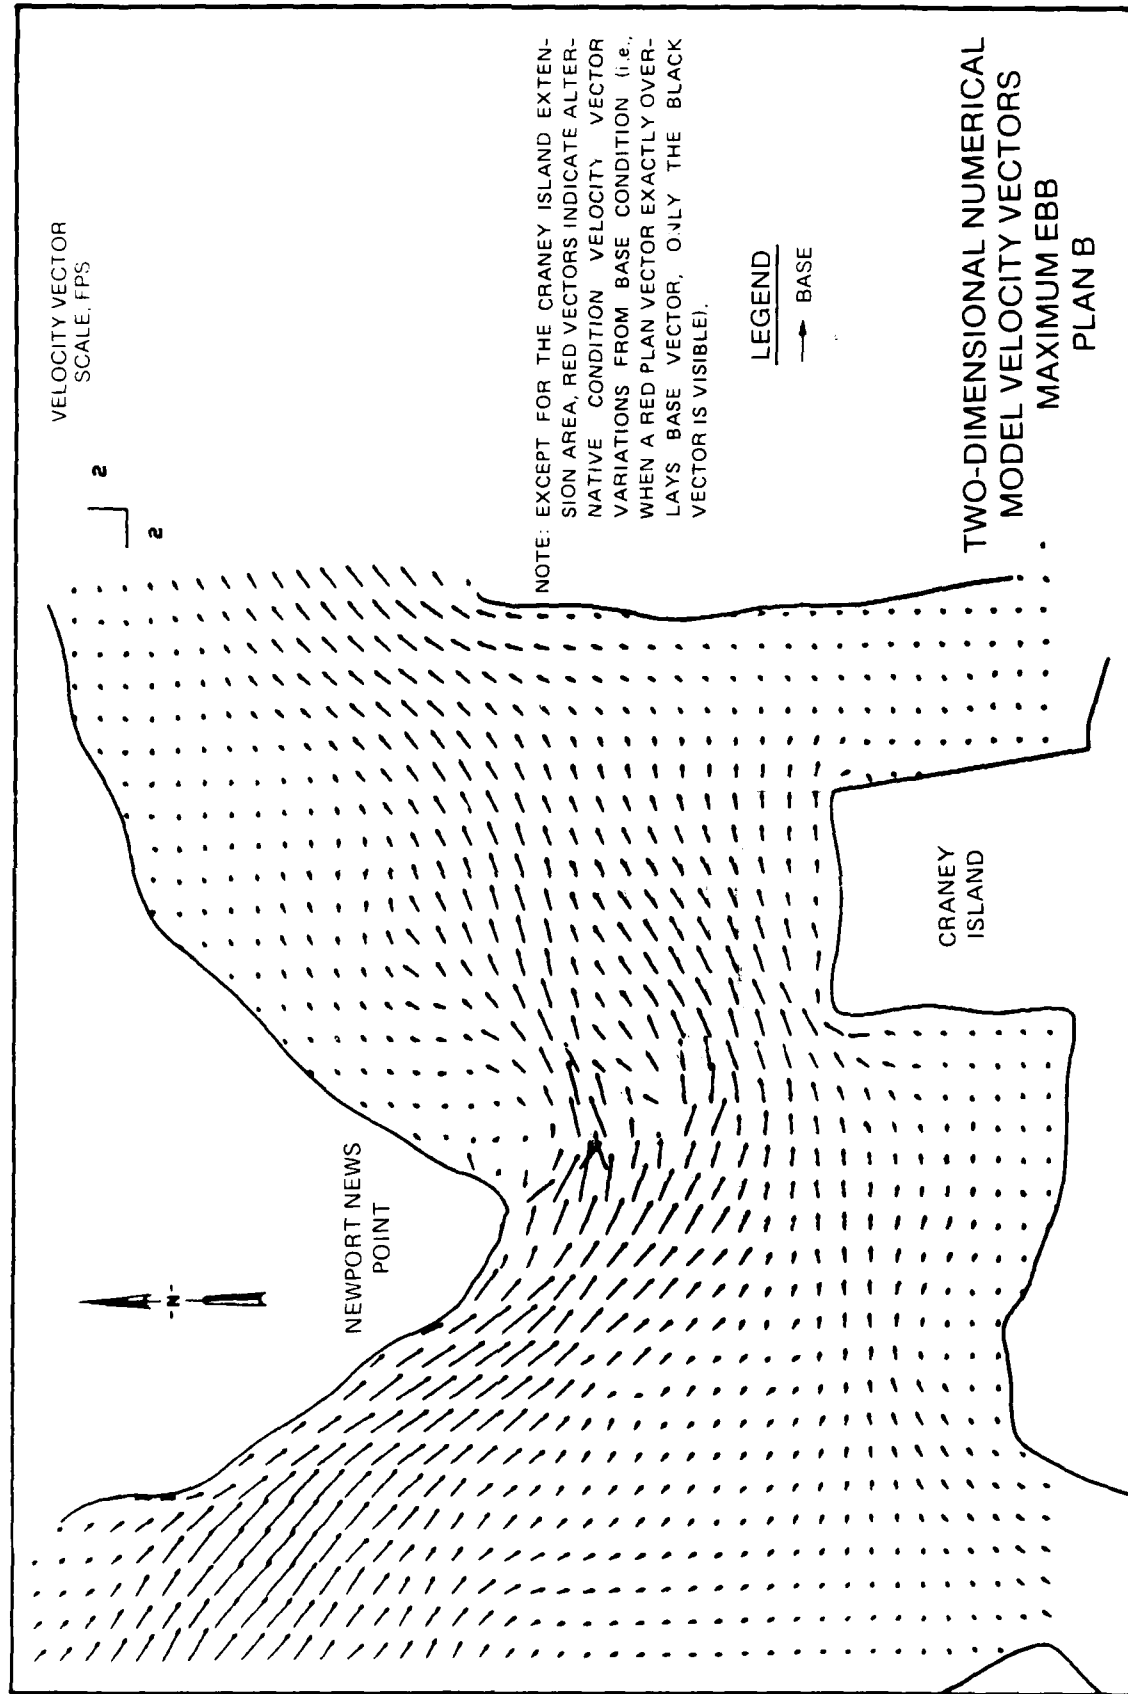 VELOCITY VECTOR
SCALE, FPS
2
2
NOTE: EXCEPT FOR THE CRANEY ISLAND EXTEN-
SION AREA, RED VECTORS INDICATE ALTER-
NATIVE CONDITION VELOCITY VECTOR
VARIATIONS FROM BASE CONDITION (i.e.,
WHEN A RED PLAN VECTOR EXACTLY OVER-
LAYS BASE VECTOR, ONLY THE BLACK
VECTOR IS VISIBLE).
LEGEND
BASE
-N-
NEWPORT NEWS
POINT
CRANEY
ISLAND
TWO-DIMENSIONAL NUMERICAL
MODEL VELOCITY VECTORS
MAXIMUM EBB
PLAN B